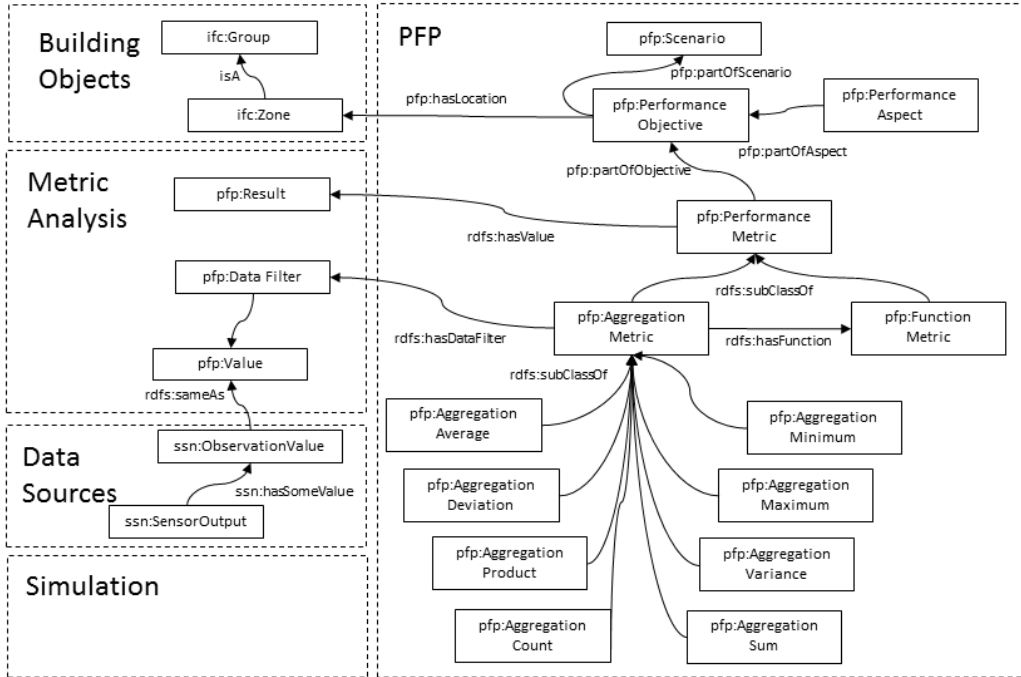 Building
Objects
ifc:Group
isA
ifc:Zone
Metric
Analysis
pfp:Result
pfp:Data Filter
pfp:Value
rdfs:sameAs
Data
Sources
ssn:ObservationValue
ssn:hasSomeValue
ssn:SensorOutput
Simulation
PFP
pfp:Scenario
pfp:partOfScenario
pfp:hasLocation
pfp:Performance
Objective
pfp:Performance
Aspect
pfp:partOfAspect
pfp:partOfObjective
pfp:Performance
Metric
rdfs:hasValue
rdfs:subClassOf
pfp:Aggregation
Metric
pfp:Function
Metric
rdfs:hasDataFilter
rdfs:hasFunction
rdfs:subClassOf
pfp:Aggregation
Average
pfp:Aggregation
Minimum
pfp:Aggregation
Deviation
pfp:Aggregation
Maximum
pfp:Aggregation
Product
pfp:Aggregation
Variance
pfp:Aggregation
Count
pfp:Aggregation
Sum